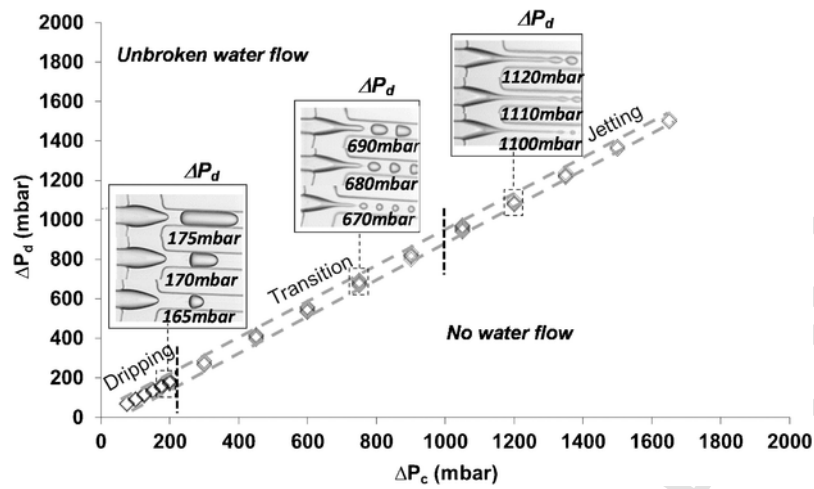 2000
1800
1600
1400
1200
1000
800
600
400
200
0
ΔPd (mbar)
Unbroken water flow
ΔPd
1120mbar
1110mbar
1100mbar
Jetting
ΔPd
690mbar
680mbar
670mbar
Transition
ΔPd
175mbar
170mbar
165mbar
Dripping
No water flow
0 200 400 600 800 1000 1200 1400 1600 1800 2000
ΔPc (mbar)